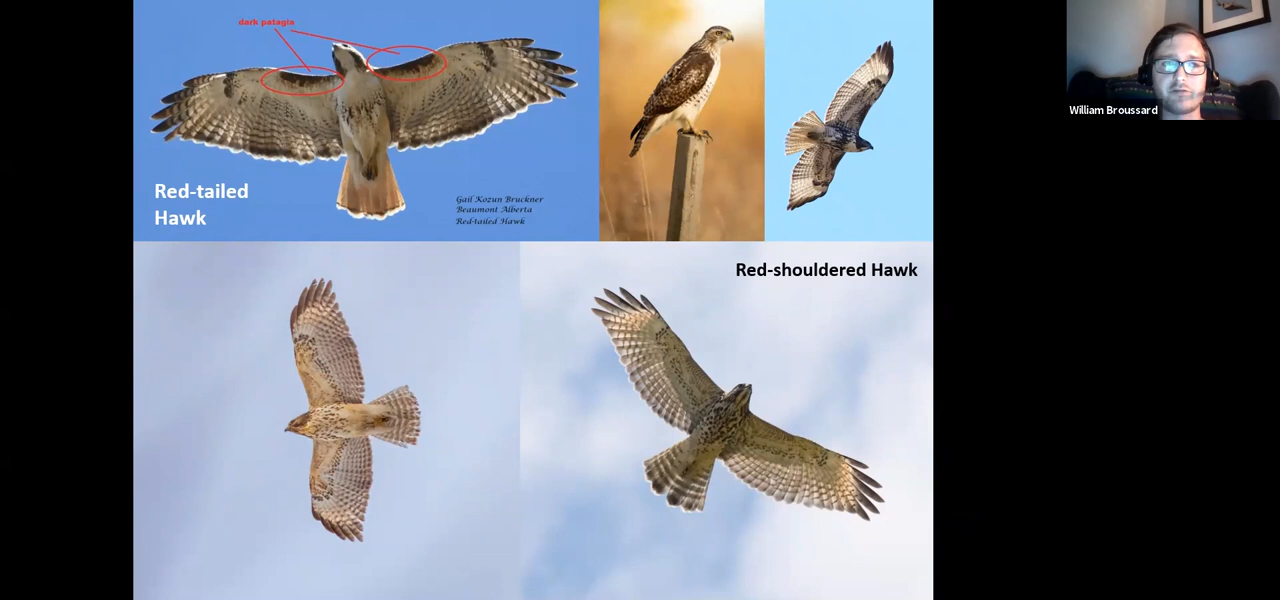 dark patagia
Red-tailed
Hawk
Gail Kozun Bruckner
Beaumont Alberta
Red-tailed Hawk
Red-shouldered Hawk
William Broussard